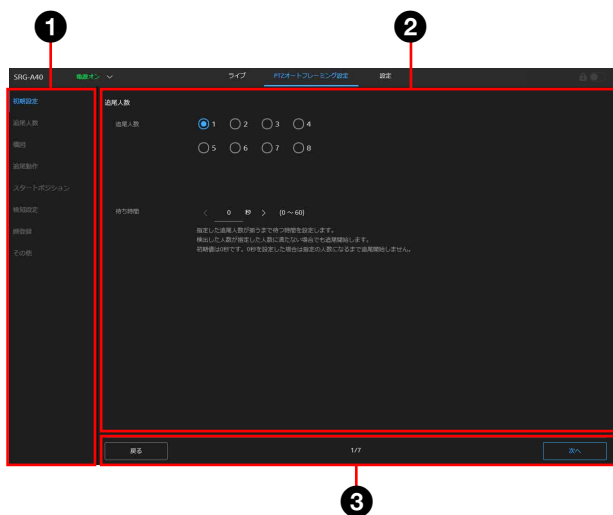 ❶
❷
SRG-A40 電源オン ライブ PTZオートフレーミング設定 設定
初期設定
追尾人数
構図
追尾動作
スタートポジション
検知設定
その他
追尾人数
追尾人数 1 2 3 4
5 6 7 8
待ち時間 0 秒 (0 ~ 60)
指定した追尾人数が揃うまで待つ時間を設定します。
検出した人数が指定した人数に満たない場合でも追尾開始します。
初期値は0秒です。0秒を設定した場合は指定の人数になるまで追尾開始しません。
戻る 1/7 次へ
❸